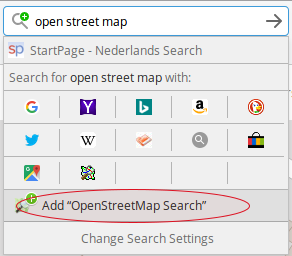 open street map
StartPage - Nederlands Search
Search for open street map with:
Add “OpenStreetMap Search”
Change Search Settings